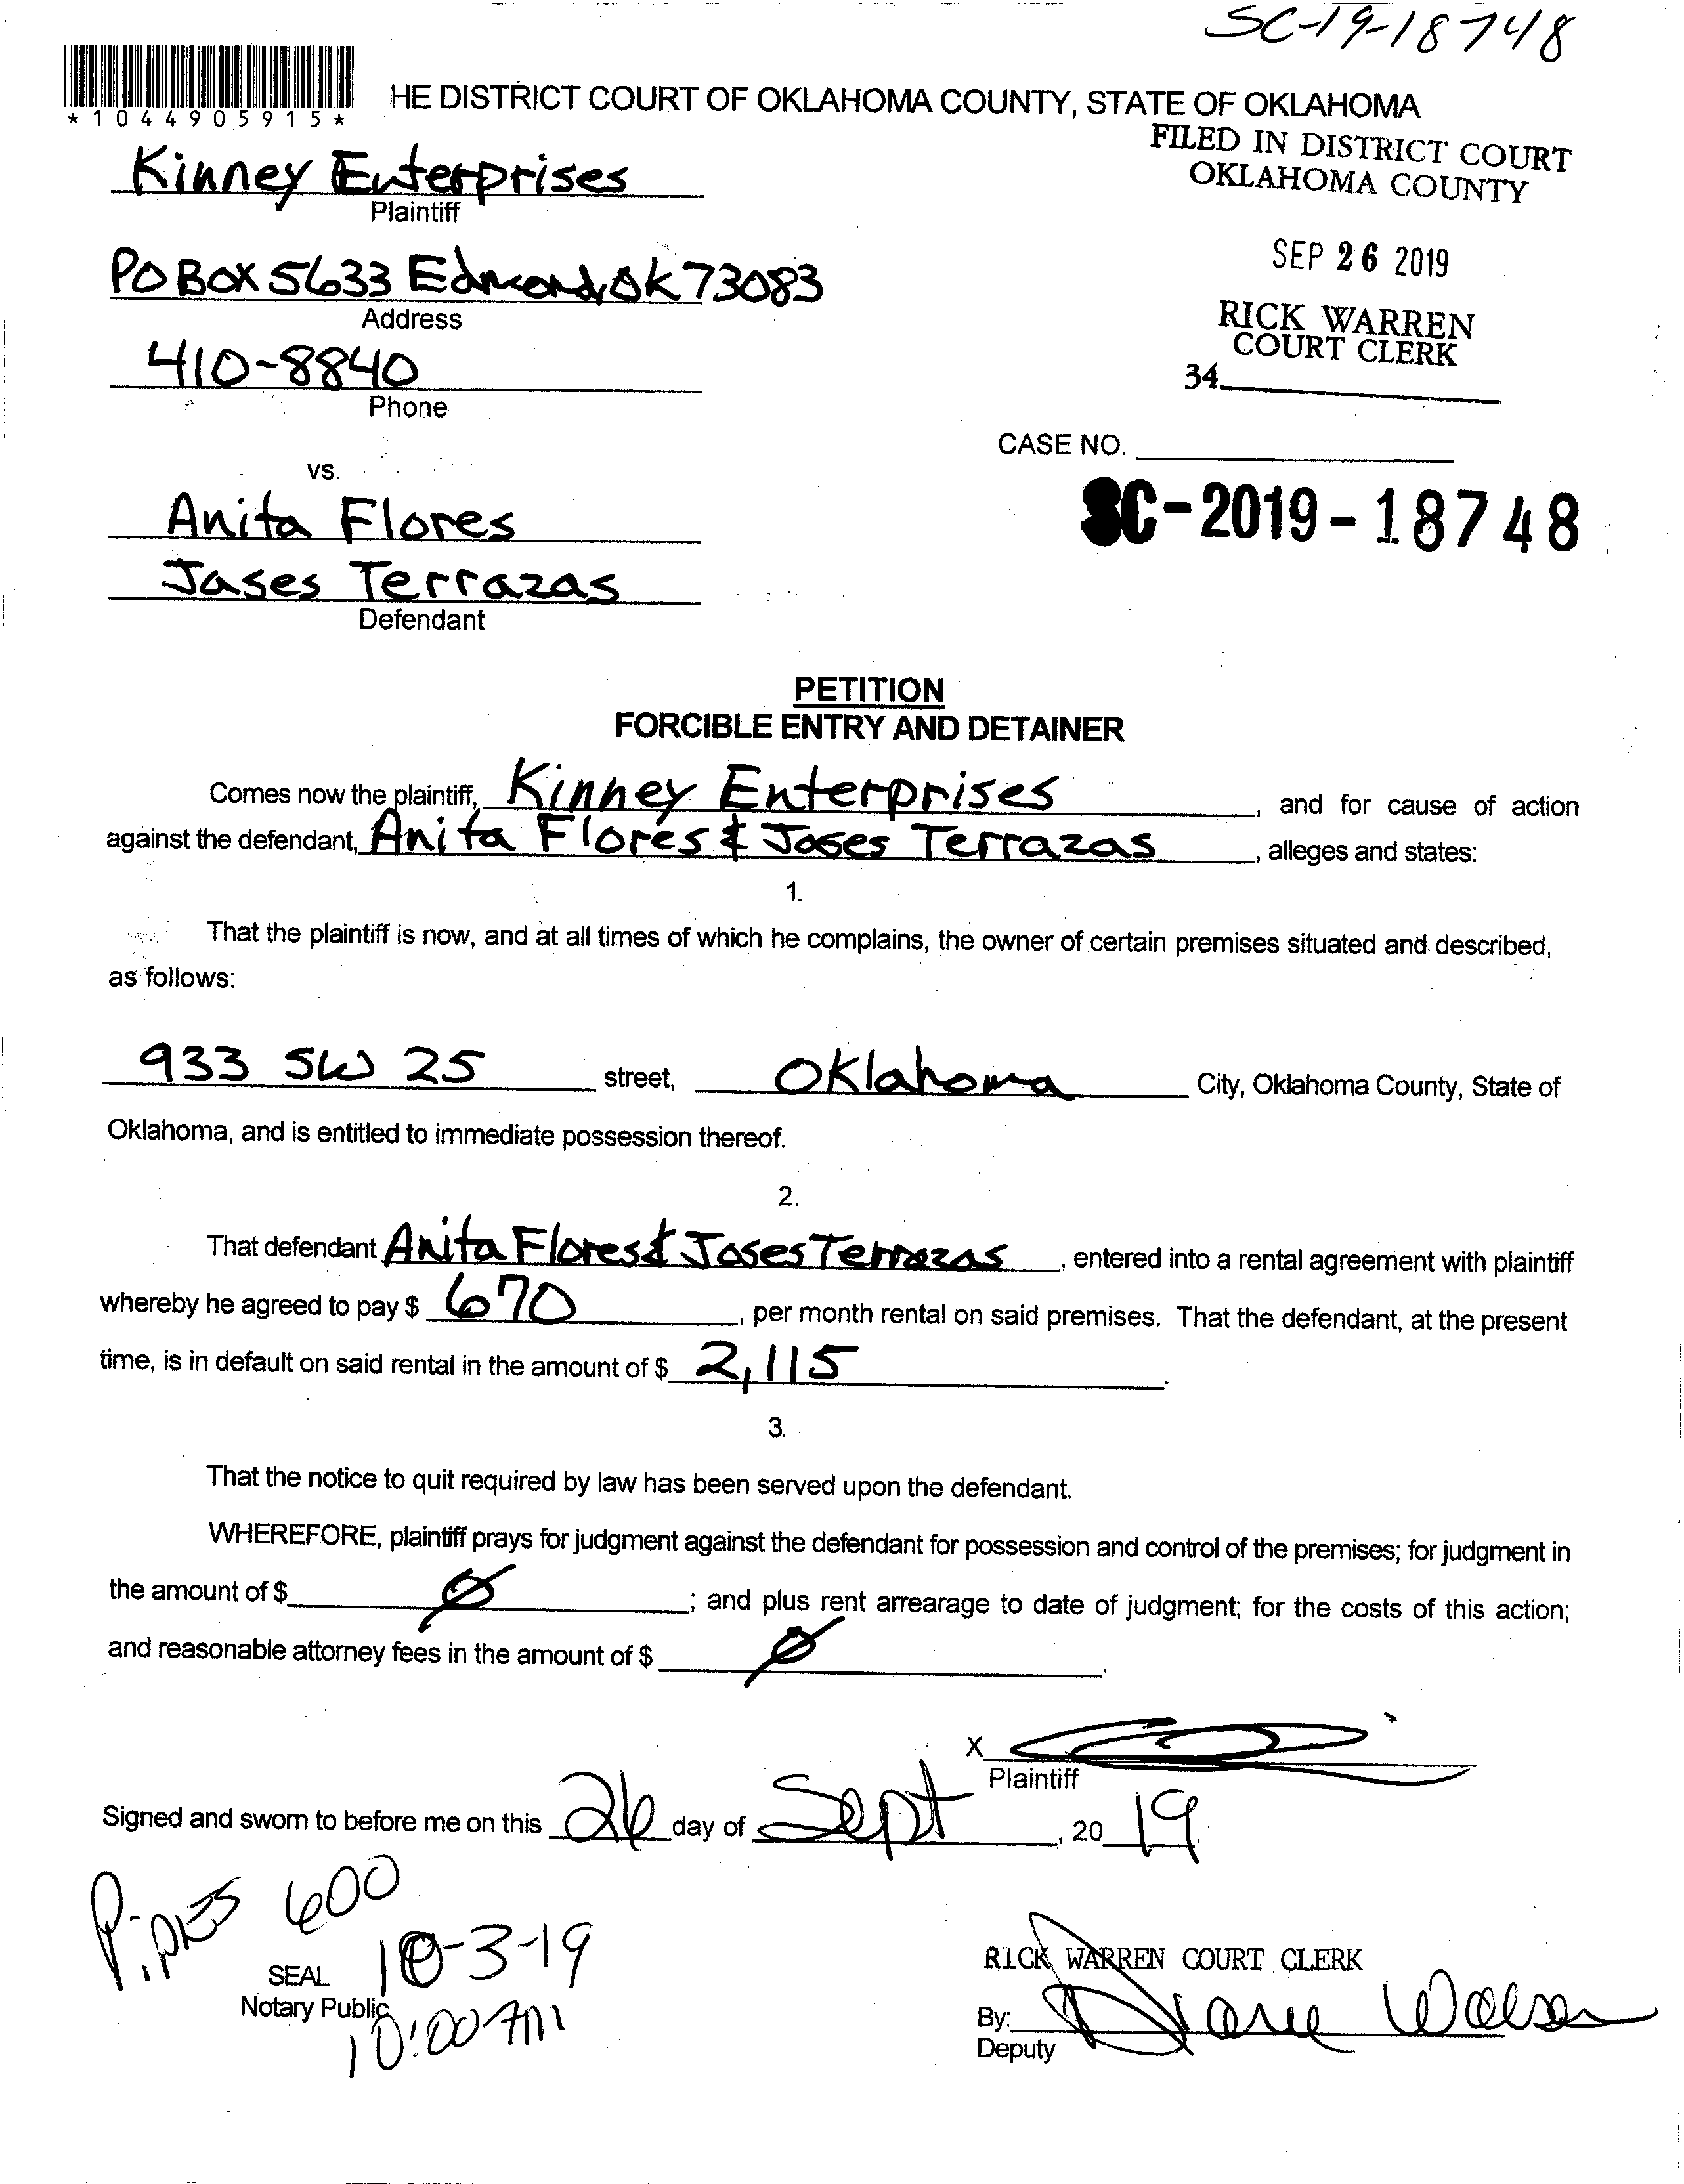 SC-19-18748
*1044905915*
HE DISTRICT COURT OF OKLAHOMA COUNTY, STATE OF OKLAHOMA
FILED IN DISTRICT COURT
OKLAHOMA COUNTY
Kinney Enterprises
Plaintiff
SEP 26 2019
PO Box 5633 Edmond, Ok 73083
Address
RICK WARREN
COURT CLERK
410-8840
34
Phone
CASE NO.
vs.
SC-2019-18748
Anita Flores
Jases Terrazas
Defendant
PETITION
FORCIBLE ENTRY AND DETAINER
Comes now the plaintiff, Kinney Enterprises, and for cause of action
against the defendant, Anita Flores & Joses Terrazas, alleges and states:
1.
That the plaintiff is now, and at all times of which he complains, the owner of certain premises situated and described,
as follows:
933 SW 25 street, Oklahoma City, Oklahoma County, State of
Oklahoma, and is entitled to immediate possession thereof.
2.
That defendant Anita Flores & Joses Terrazas, entered into a rental agreement with plaintiff
whereby he agreed to pay $ 670, per month rental on said premises. That the defendant, at the present
time, is in default on said rental in the amount of $ 2,115.
3.
That the notice to quit required by law has been served upon the defendant.
WHEREFORE, plaintiff prays for judgment against the defendant for possession and control of the premises; for judgment in
the amount of $ Ø; and plus rent arrearage to date of judgment; for the costs of this action;
and reasonable attorney fees in the amount of $ Ø.
X
Plaintiff
Signed and sworn to before me on this 26 day of Sept, 2019.
600
10-3-19
SEAL
RICK WARREN COURT CLERK
Notary Public
10:00 AM
By:
Deputy